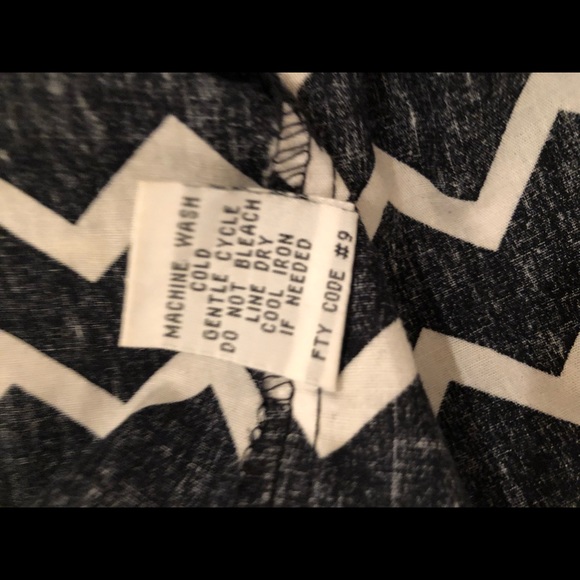 MACHINE WASH
COLD
GENTLE CYCLE
DO NOT BLEACH
LINE DRY
COOL IRON
IF NEEDED
FTY CODE #9